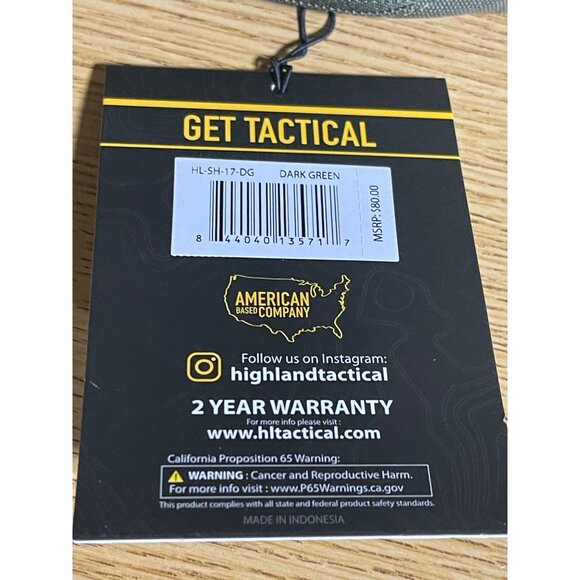 GET TACTICAL
HL-SH-17-DG DARK GREEN
MSRP: $80.00
8 44040 13571 7
AMERICAN
BASED COMPANY
Follow us on Instagram:
highlandtactical
2 YEAR WARRANTY
For more info please visit :
www.hltactical.com
California Proposition 65 Warning:
WARNING : Cancer and Reproductive Harm.
For more info visit : www.P65Warnings.ca.gov
This product complies with all state and federal product safety standards.
MADE IN INDONESIA